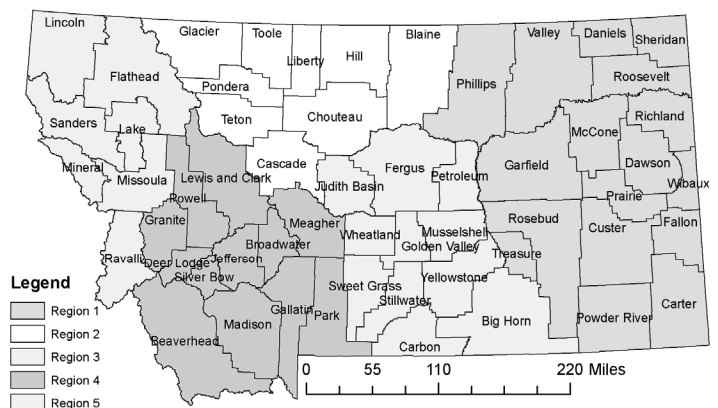 Lincoln
Glacier
Toole
Liberty
Hill
Blaine
Valley
Daniels
Sheridan
Flathead
Pondera
Phillips
Roosevelt
Sanders
Lake
Teton
Chouteau
McCone
Richland
Mineral
Missoula
Powell
Lewis and Clark
Cascade
Judith Basin
Fergus
Petroleum
Garfield
Dawson
Wibaux
Prairie
Granite
Meagher
Wheatland
Musselshell
Golden Valley
Rosebud
Custer
Fallon
Ravalli
Deer Lodge
Jefferson
Broadwater
Silver Bow
Treasure
Sweet Grass
Stillwater
Yellowstone
Beaverhead
Madison
Gallatin
Park
Carbon
Big Horn
Powder River
Carter
Legend
Region 1
Region 2
Region 3
Region 4
Region 5
0 55 110 220 Miles